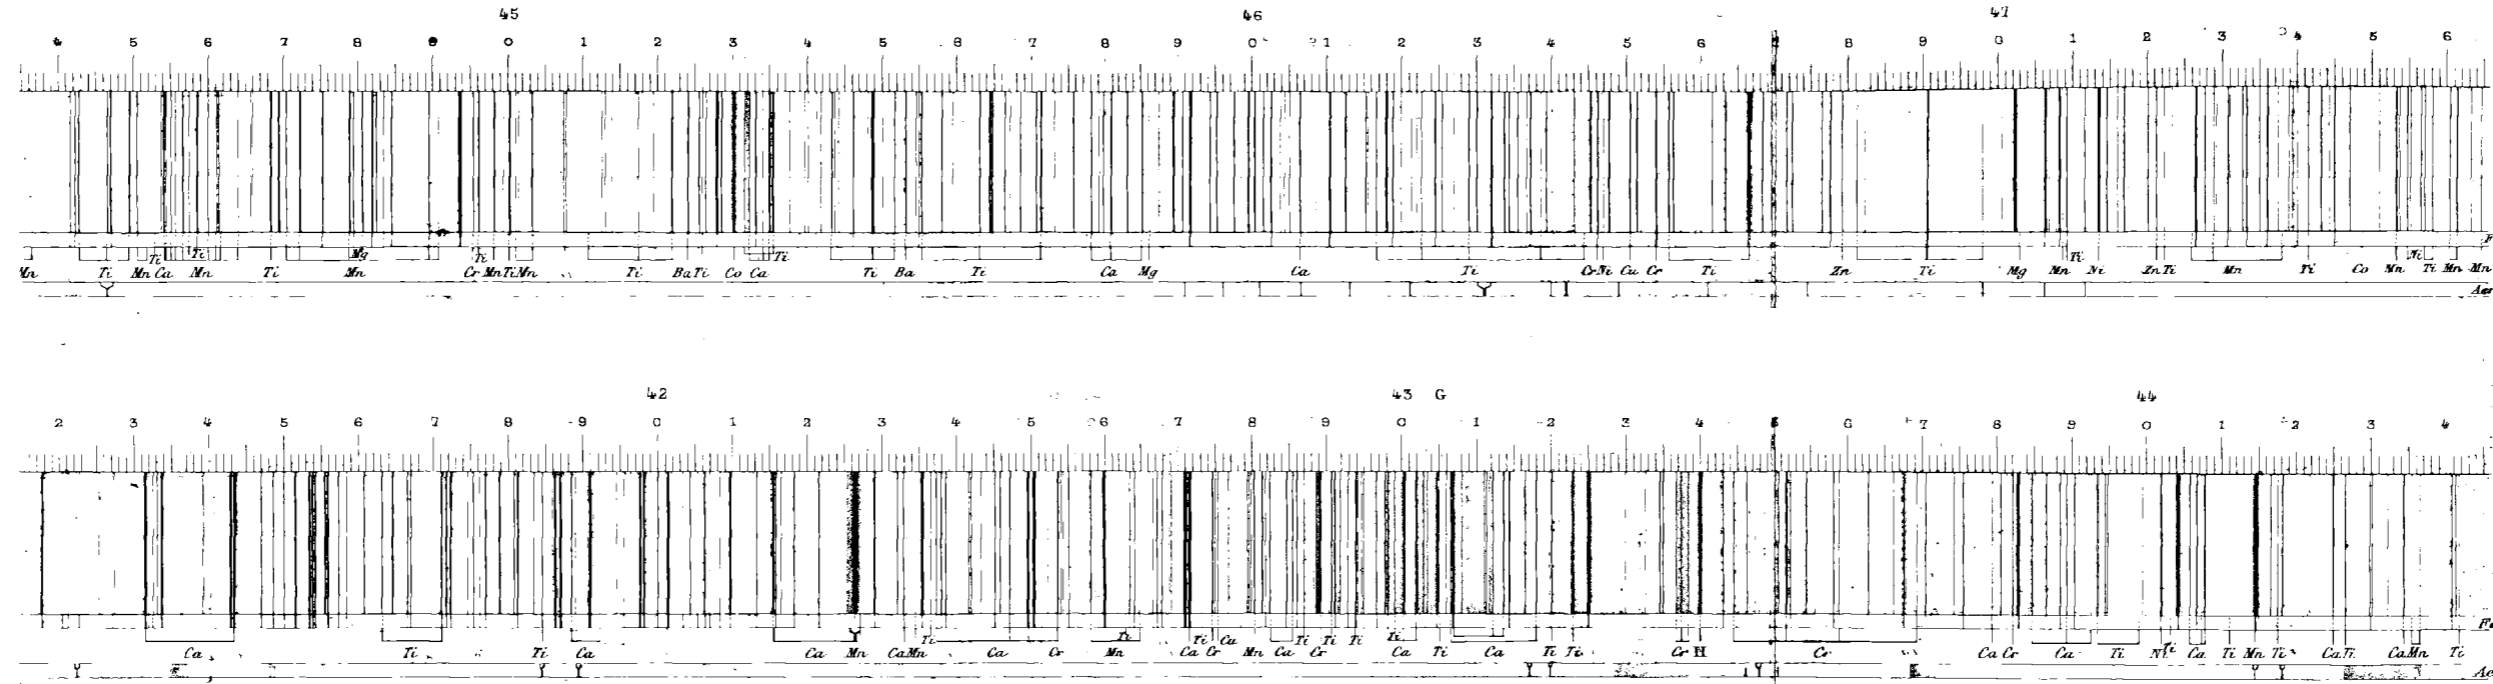 45 46 47
4 5 6 7 8 9 0 1 2 3 4 5 6 7 8 9 0 1 2 3 4 5 6 8 9 0 1 2 3 4 5 6
Mg Ti
Mn Ti Mn Ti Ca Ti Mn Ti Mn Cr Ti Mn Ti Mn Ti Ba Ti Co Ca Ti Ti Ba Ti Ca Mg Ca Ti Cr Ni Cu Cr Ti Zn Ti Mg Mn Ti Ni Zn Ti Mn Ti Co Mn Ni Ti Mn Mn
42 43 G 44
2 3 4 5 6 7 8 9 0 1 2 3 4 5 6 7 8 9 0 1 2 3 4 5 6 7 8 9 0 1 2 3 4
Ca Ti Ti Ca Ca Mn Ca Mn Ti Ca Cr Mn Ti Ca Ti Cr Ca Mn Ca Ti Cr Ti Ti Ti Ca Ti Ca Ti Ti Cr H Cr Ca Cr Ca Ti Ni Ti Ca Ti Mn Ti Ca Ti Ca Mn Ti